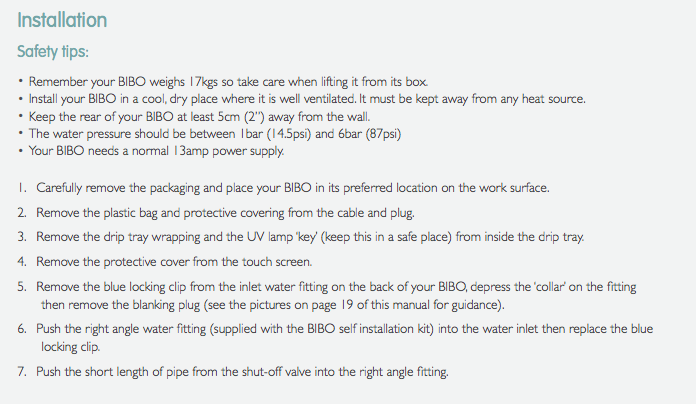 Installation
Safety tips:
• Remember your BIBO weighs 17kgs so take care when lifting it from its box.
• Install your BIBO in a cool, dry place where it is well ventilated. It must be kept away from any heat source.
• Keep the rear of your BIBO at least 5cm (2") away from the wall.
• The water pressure should be between 1bar (14.5psi) and 6bar (87psi)
• Your BIBO needs a normal 13amp power supply.
1. Carefully remove the packaging and place your BIBO in its preferred location on the work surface.
2. Remove the plastic bag and protective covering from the cable and plug.
3. Remove the drip tray wrapping and the UV lamp 'key' (keep this in a safe place) from inside the drip tray.
4. Remove the protective cover from the touch screen.
5. Remove the blue locking clip from the inlet water fitting on the back of your BIBO, depress the 'collar' on the fitting
then remove the blanking plug (see the pictures on page 19 of this manual for guidance).
6. Push the right angle water fitting (supplied with the BIBO self installation kit) into the water inlet then replace the blue
locking clip.
7. Push the short length of pipe from the shut-off valve into the right angle fitting.